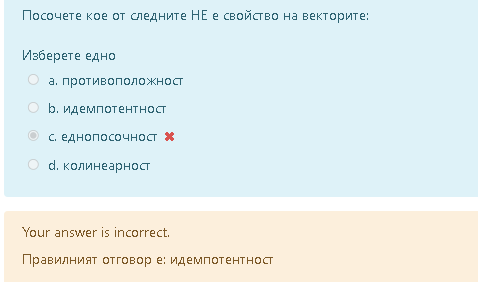 Посочете кое от следните НЕ е свойство на векторите:
Изберете едно
a. противоположност
b. идемпотентност
c. еднопосочност
d. колинеарност
Your answer is incorrect.
Правилният отговор е: идемпотентност